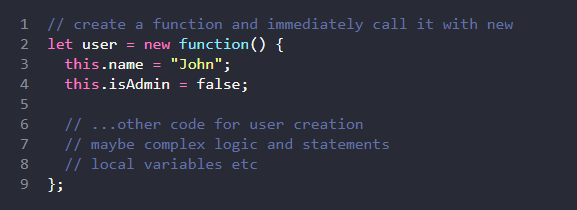 1 // create a function and immediately call it with new
2 let user = new function() {
3   this.name = "John";
4   this.isAdmin = false;
5
6   // ...other code for user creation
7   // maybe complex logic and statements
8   // local variables etc
9 };